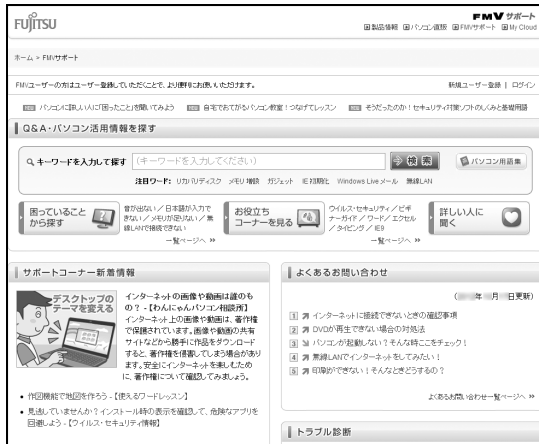 FUJITSU
FMVサポート
製品情報 パソコン直販 FMVサポート My Cloud
ホーム > FMVサポート
FMVユーザーの方はユーザー登録していただくことで、より便利にお使いいただけます。 新規ユーザー登録 | ログイン
パソコンに詳しい人に「困ったこと」を聞いてみよう 自宅でおてがるパソコン教室!つなげてレッスン そうだったのか!セキュリティ対策ソフトのしくみと基礎用語
Q&A・パソコン活用情報を探す
キーワードを入力して探す (キーワードを入力してください) 検索 パソコン用語集
注目ワード: リカバリディスク メモリ増設 ガジェット IE初期化 Windows Liveメール 無線LAN
困っていること
から探す
音が出ない / 日本語が入力で
きない / メモリが足りない / 無
線LANで接続できない
一覧ページへ »
お役立ち
コーナーを見る
ウイルス・セキュリティ / ビギ
ナーガイド / ワード / エクセル
/ タイピング / IE9
一覧ページへ »
詳しい人に
聞く
サポートコーナー新着情報
デスクトップの
テーマを変える
インターネットの画像や動画は誰のも
の? -【わんにゃんパソコン相談所】
インターネット上の画像や動画は、著作権
で保護されています。画像や動画の共有
サイトなどから勝手に作品をダウンロード
すると、著作権を侵害してしまう場合があり
ます。安全にインターネットを楽しむため
に、著作権について確認してみましょう。
• 作図機能で地図を作ろう -【使えるワードレッスン】
• 見逃していませんか?インストール時の表示を確認して、危険なアプリを
回避しよう -【ウイルス・セキュリティ情報】
よくあるお問い合わせ
( 年 月 日更新)
1 インターネットに接続できないときの確認事項
2 DVDが再生できない場合の対処法
3 パソコンが起動しない?そんな時ここをチェック!
4 無線LANでインターネットをしてみたい!
5 印刷ができない!そんなときどうするの?
よくあるお問い合わせ一覧ページへ »
トラブル診断